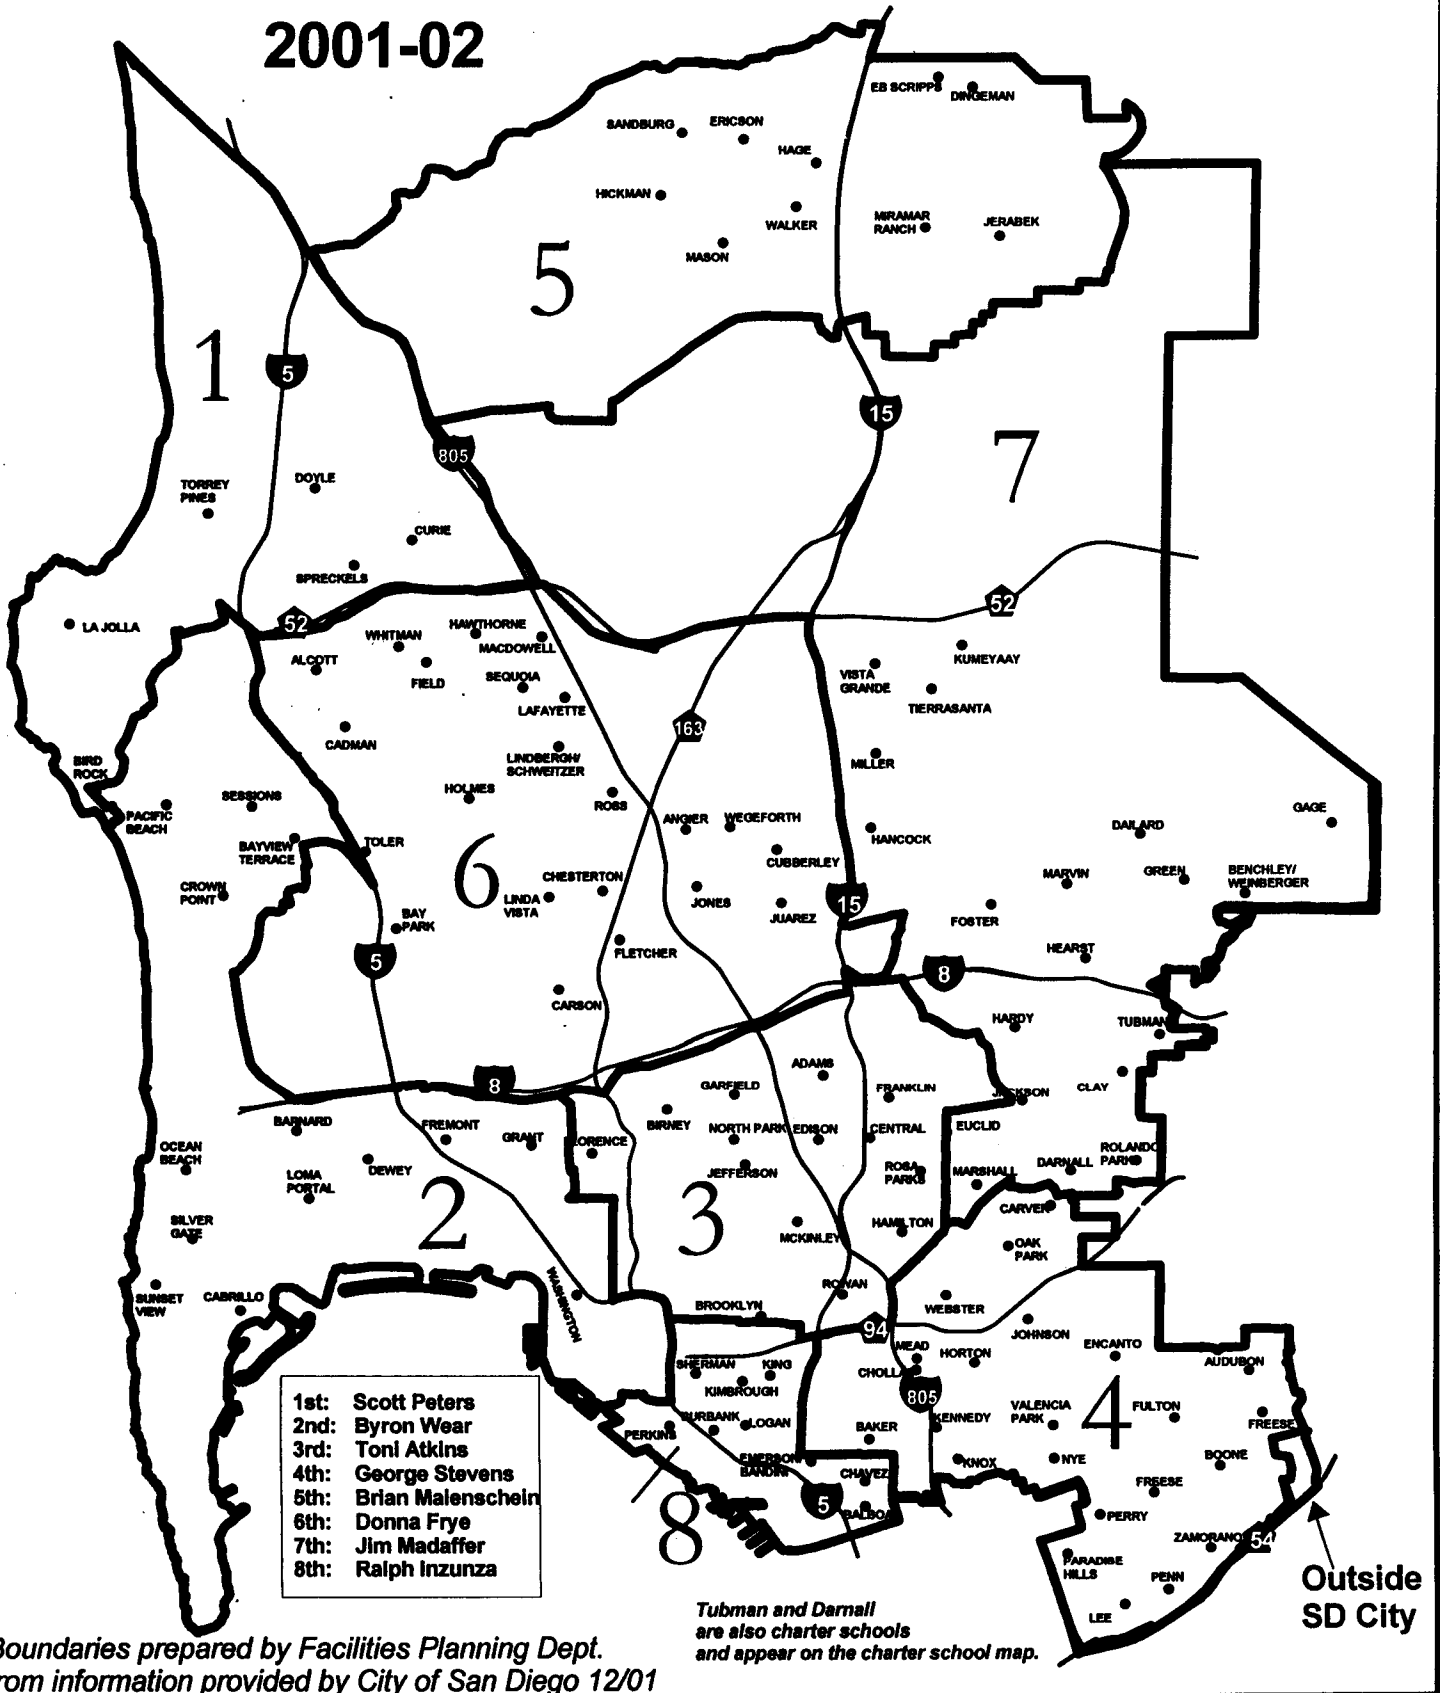 2001-02
EB SCRIPPS
DINGEMAN
SANDBURG
ERICSON
HAGE
HICKMAN
WALKER
MIRAMAR
RANCH
JERABEK
MASON
5
1
5
15
805
7
TORREY
PINES
DOYLE
CURIE
SPRECKELS
52
52
LA JOLLA
WHITMAN
HAWTHORNE
MACDOWELL
ALCOTT
FIELD
SEQUOIA
LAFAYETTE
VISTA
GRANDE
KUMEYAAY
TIERRASANTA
163
CADMAN
LINDBERGH/
SCHWEITZER
MILLER
BIRD
ROCK
SESSIONS
HOLMES
ROSS
PACIFIC
BEACH
ANGIER
WEGEFORTH
HANCOCK
DAILARD
GAGE
BAYVIEW
TERRACE
TOLER
6
CUBBERLEY
CROWN
POINT
CHESTERTON
LINDA
VISTA
JONES
JUAREZ
15
MARVIN
GREEN
BENCHLEY/
WEINBERGER
BAY
PARK
FOSTER
5
FLETCHER
HEARST
8
CARSON
HARDY
TUBMAN
8
ADAMS
GARFIELD
FRANKLIN
JACKSON
CLAY
BARNARD
FREMONT
GRANT
LORENCE
BIRNEY
NORTH PARK
EDISON
CENTRAL
EUCLID
OCEAN
BEACH
LOMA
PORTAL
DEWEY
JEFFERSON
ROSA
PARKS
MARSHALL
DARNALL
ROLANDO
PARK
2
3
CARVER
SILVER
GATE
MCKINLEY
HAMILTON
OAK
PARK
SUNSET
VIEW
CABRILLO
WASHINGTON
ROWAN
BROOKLYN
WEBSTER
94
JOHNSON
MEAD
HORTON
ENCANTO
AUDUBON
SHERMAN
KING
KIMBROUGH
CHOLLA
805
4
VALENCIA
PARK
FULTON
FREESE
BURBANK
LOGAN
PERKINS
BAKER
KENNEDY
EMERSON
BANDINI
CHAVEZ
KNOX
NYE
BOONE
FREESE
5
BALBOA
PERRY
8
ZAMORANO
54
PARADISE
HILLS
PENN
LEE
1st: Scott Peters
2nd: Byron Wear
3rd: Toni Atkins
4th: George Stevens
5th: Brian Maienschein
6th: Donna Frye
7th: Jim Madaffer
8th: Ralph Inzunza
Outside
SD City
Tubman and Darnall
are also charter schools
and appear on the charter school map.
Boundaries prepared by Facilities Planning Dept.
rom information provided by City of San Diego 12/01